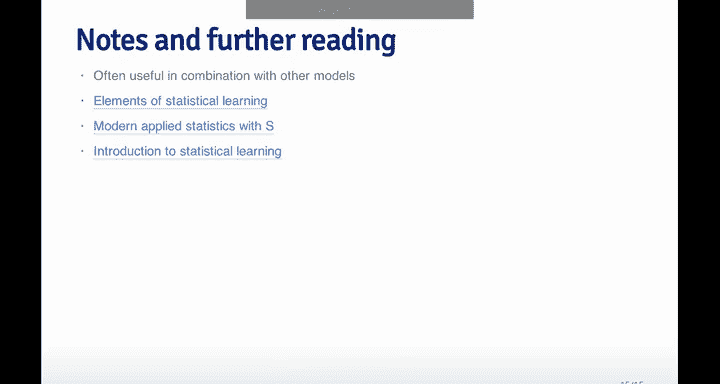 Notes and further reading
Often useful in combination with other models
Elements of statistical learning
Modern applied statistics with S
Introduction to statistical learning